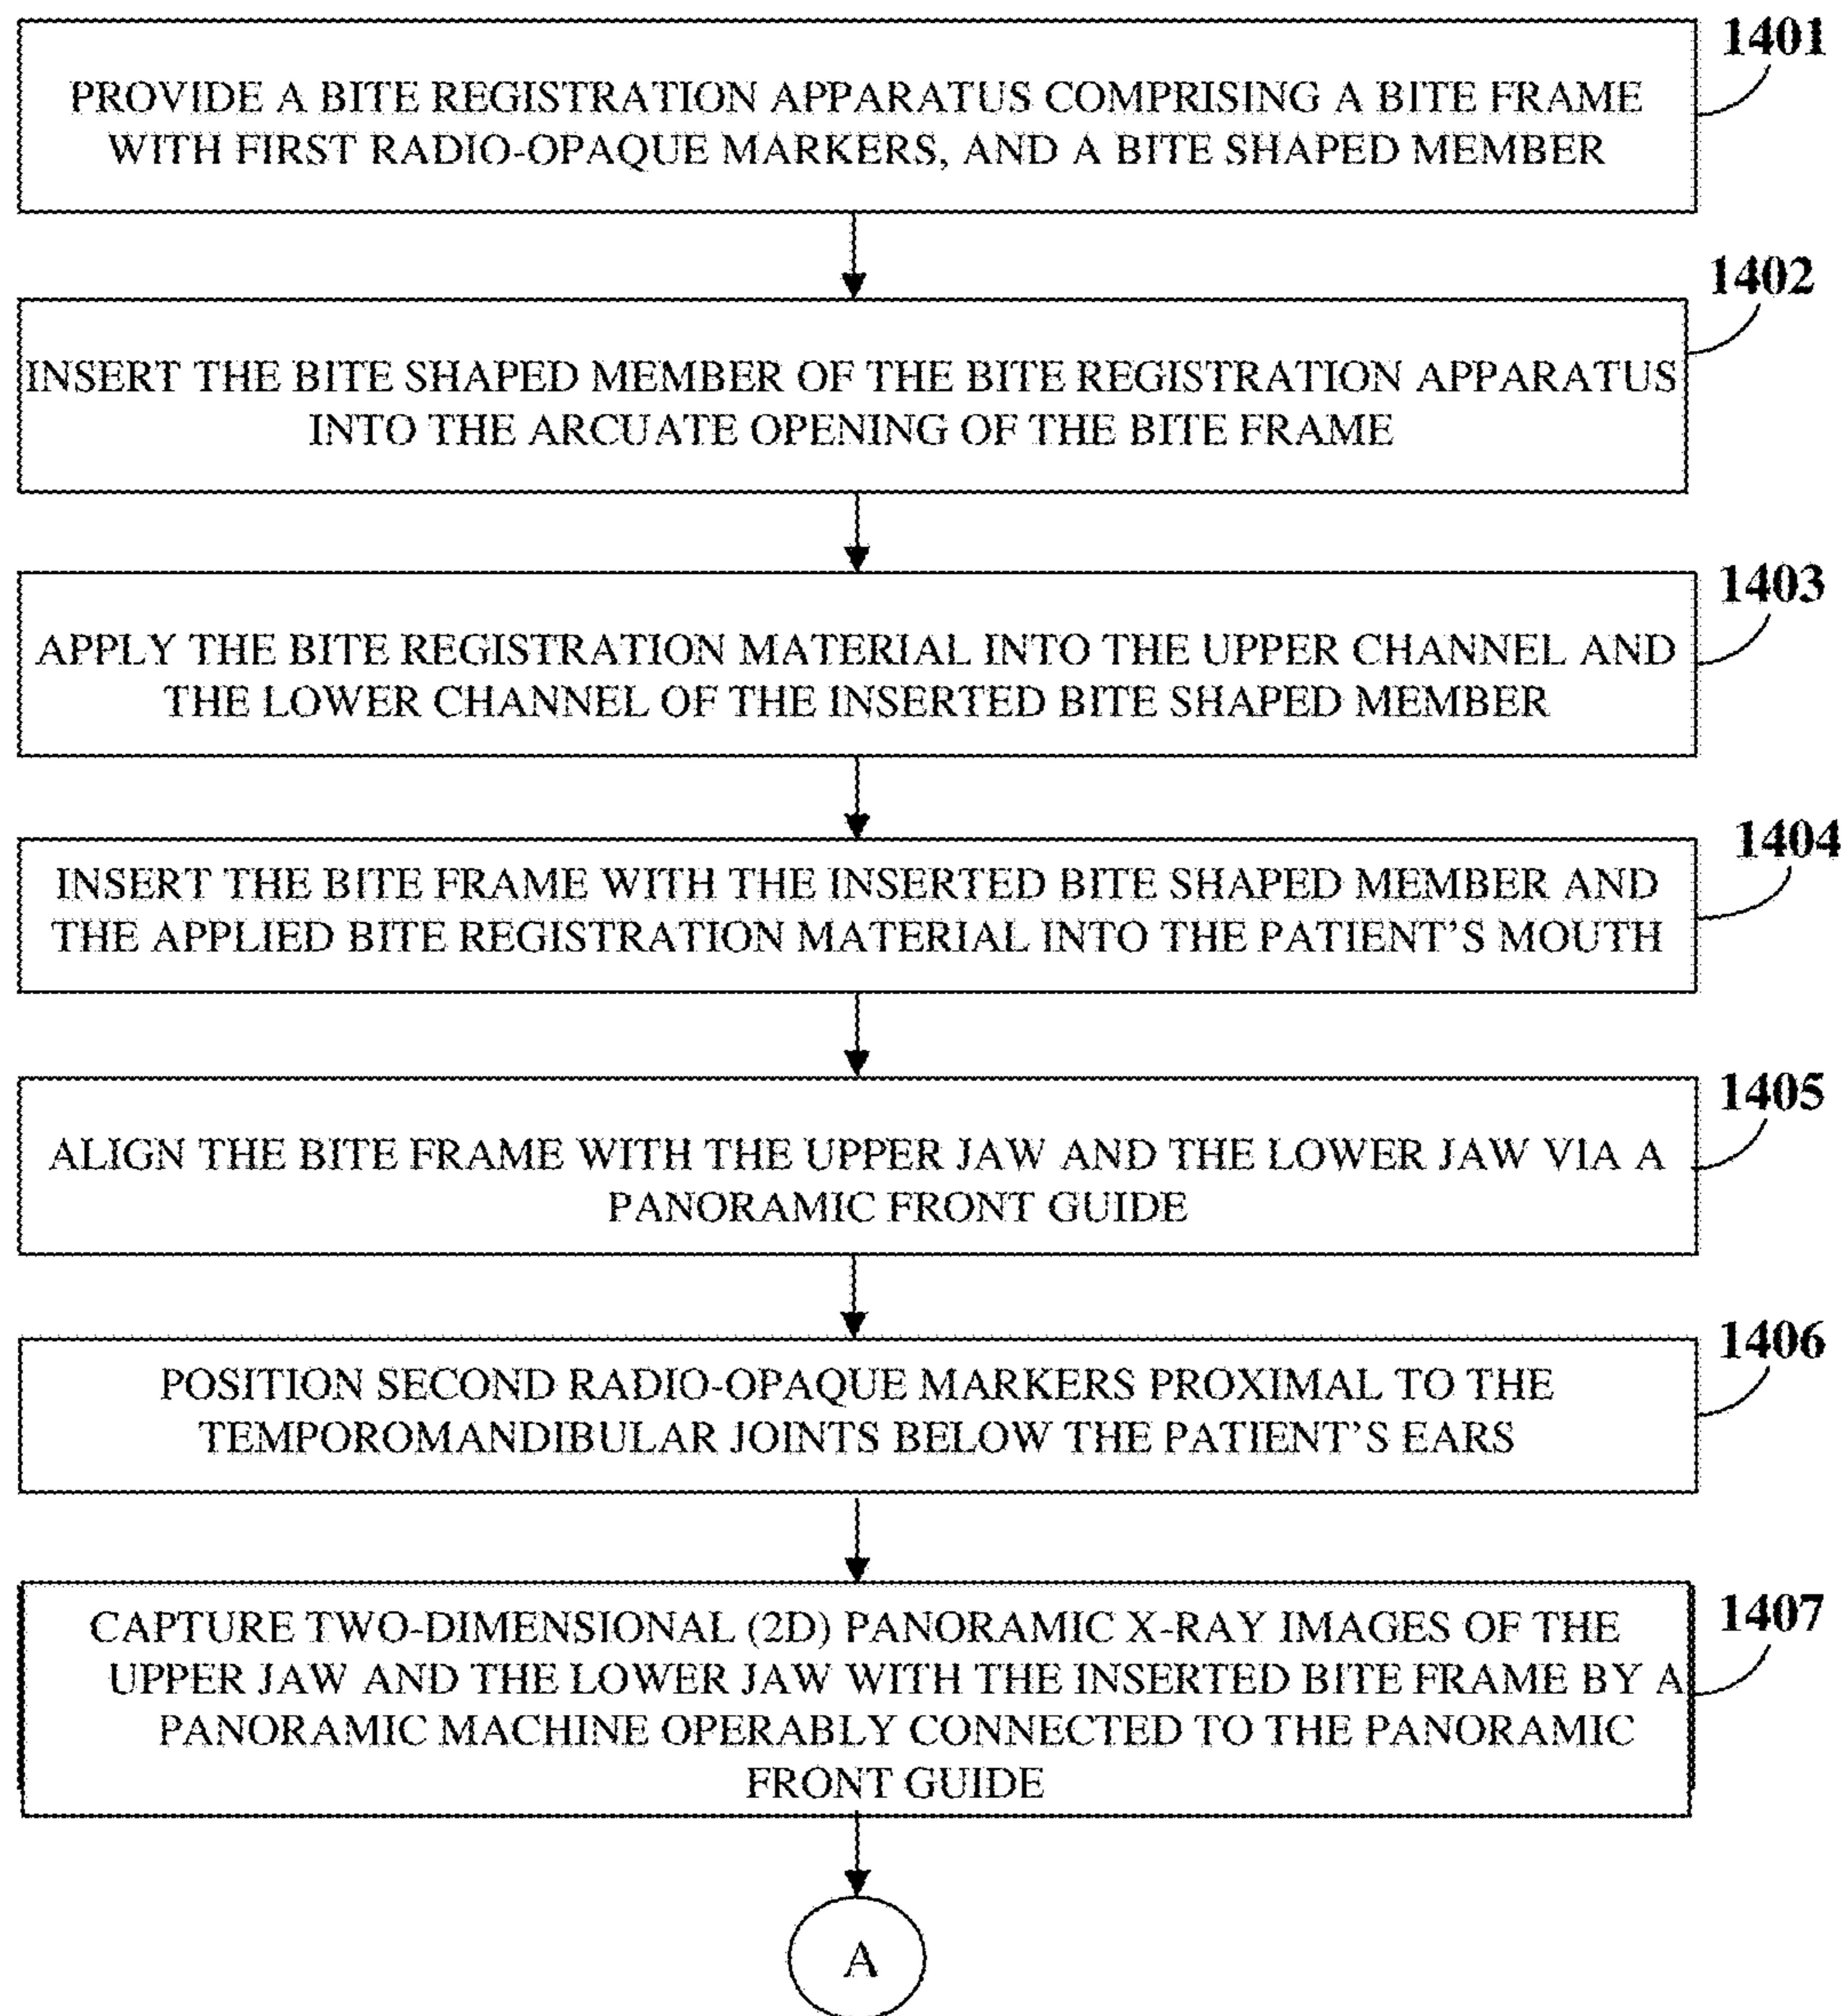 1401
PROVIDE A BITE REGISTRATION APPARATUS COMPRISING A BITE FRAME
WITH FIRST RADIO-OPAQUE MARKERS, AND A BITE SHAPED MEMBER
1402
INSERT THE BITE SHAPED MEMBER OF THE BITE REGISTRATION APPARATUS
INTO THE ARCUATE OPENING OF THE BITE FRAME
1403
APPLY THE BITE REGISTRATION MATERIAL INTO THE UPPER CHANNEL AND
THE LOWER CHANNEL OF THE INSERTED BITE SHAPED MEMBER
1404
INSERT THE BITE FRAME WITH THE INSERTED BITE SHAPED MEMBER AND
THE APPLIED BITE REGISTRATION MATERIAL INTO THE PATIENT'S MOUTH
1405
ALIGN THE BITE FRAME WITH THE UPPER JAW AND THE LOWER JAW VIA A
PANORAMIC FRONT GUIDE
1406
POSITION SECOND RADIO-OPAQUE MARKERS PROXIMAL TO THE
TEMPOROMANDIBULAR JOINTS BELOW THE PATIENT'S EARS
1407
CAPTURE TWO-DIMENSIONAL (2D) PANORAMIC X-RAY IMAGES OF THE
UPPER JAW AND THE LOWER JAW WITH THE INSERTED BITE FRAME BY A
PANORAMIC MACHINE OPERABLY CONNECTED TO THE PANORAMIC
FRONT GUIDE
A